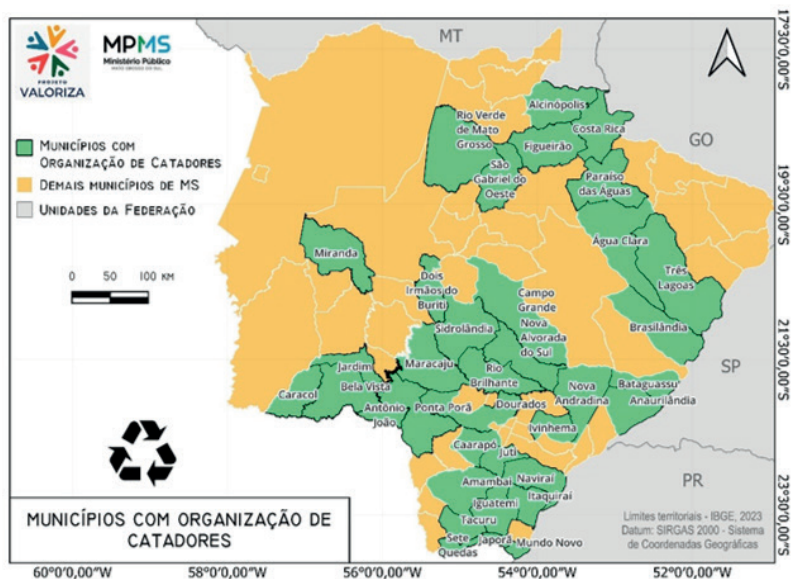 PROJETO
VALORIZA
MPMS
Ministério Público
MATO GROSSO DO SUL
MUNICÍPIOS COM
ORGANIZAÇÃO DE CATADORES
DEMAIS MUNICÍPIOS DE MS
UNIDADES DA FEDERAÇÃO
0 50 100 KM
MT
GO
SP
PR
Alcinópolis
Rio Verde
de Mato
Grosso
Costa Rica
Figueirão
São
Gabriel do
Oeste
Paraíso
das Águas
Água Clara
Miranda
Três
Lagoas
Dois
Irmãos do
Buriti
Campo
Grande
Sidrolândia
Nova
Alvorada
do Sul
Brasilândia
Maracaju
Jardim
Rio
Brilhante
Bela Vista
Caracol
Nova
Andradina
Bataguassu
Anaurilândia
Antônio
João
Ponta Porã
Dourados
Ivinhema
Caarapó
Juti
Amambai
Naviraí
Iguatemi
Itaquiraí
Tacuru
Sete
Quedas
Japorã
Mundo Novo
MUNICÍPIOS COM ORGANIZAÇÃO DE
CATADORES
Limites territoriais - IBGE, 2023
Datum: SIRGAS 2000 - Sistema
de Coordenadas Geográficas
17°30'0,00"S
19°30'0,00"S
21°30'0,00"S
23°30'0,00"S
60°0'0,00"W
58°0'0,00"W
56°0'0,00"W
54°0'0,00"W
52°0'0,00"W